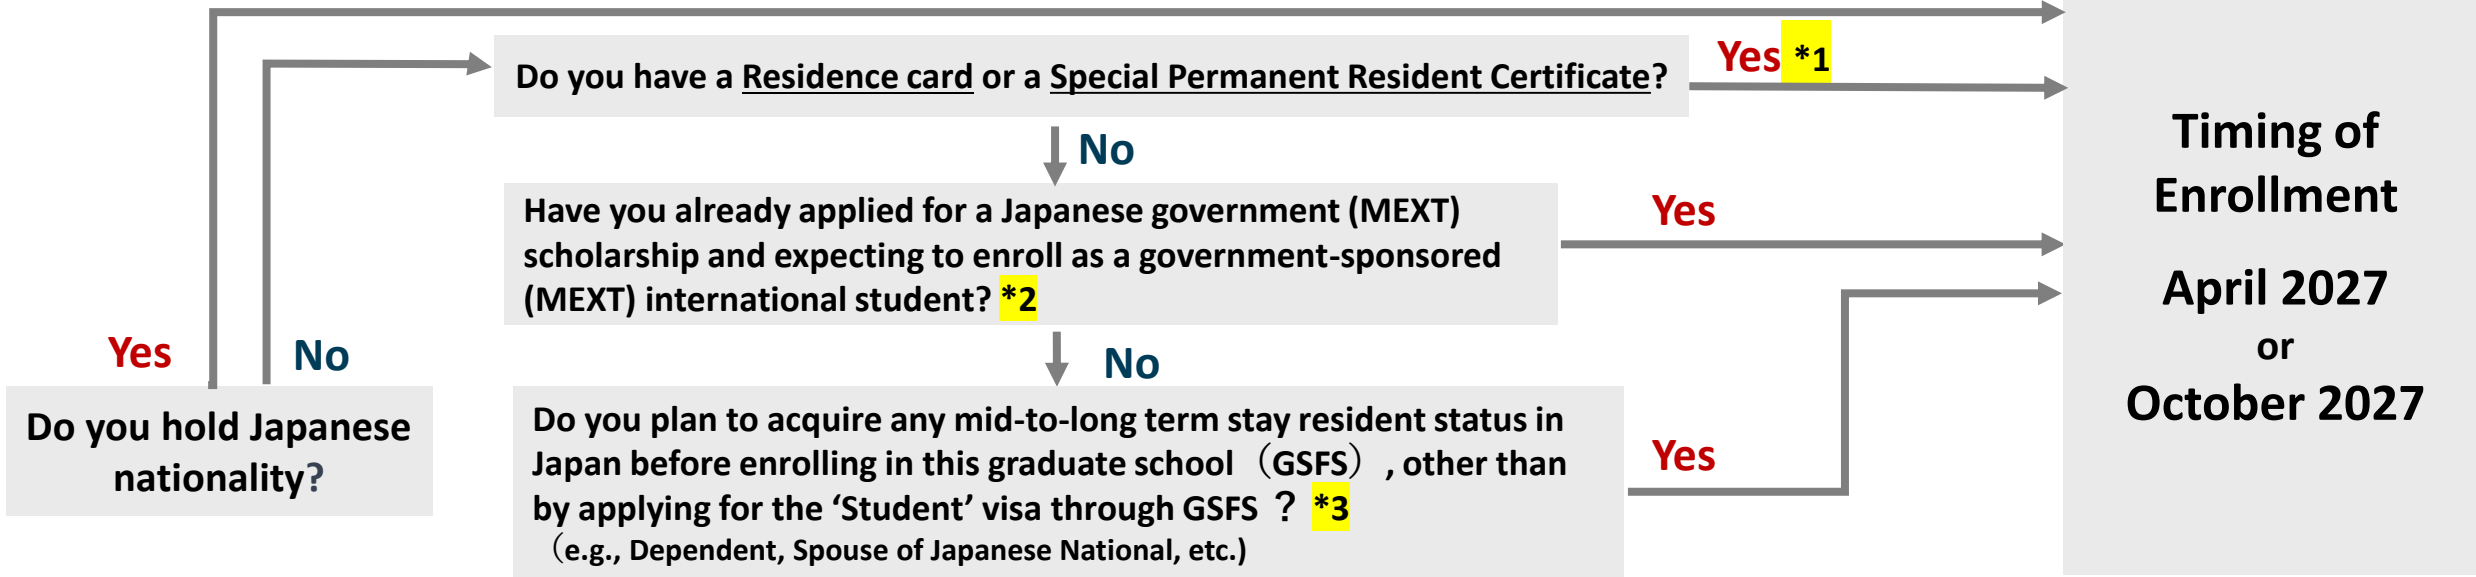 Do you have a Residence card or a Special Permanent Resident Certificate?
Yes *1
No
Have you already applied for a Japanese government (MEXT)
scholarship and expecting to enroll as a government-sponsored
(MEXT) international student? *2
Yes
No
Yes
No
Do you hold Japanese
nationality?
Do you plan to acquire any mid-to-long term stay resident status in
Japan before enrolling in this graduate school（GSFS）, other than
by applying for the ‘Student’ visa through GSFS ？ *3
（e.g., Dependent, Spouse of Japanese National, etc.)
Yes
Timing of
Enrollment
April 2027
or
October 2027